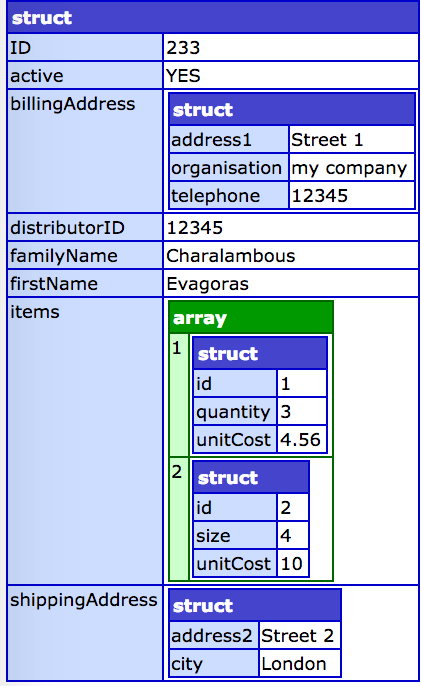 struct
ID 233
active YES
billingAddress struct
address1 Street 1
organisation my company
telephone 12345
distributorID 12345
familyName Charalambous
firstName Evagoras
items array
1 struct
id 1
quantity 3
unitCost 4.56
2 struct
id 2
size 4
unitCost 10
shippingAddress struct
address2 Street 2
city London